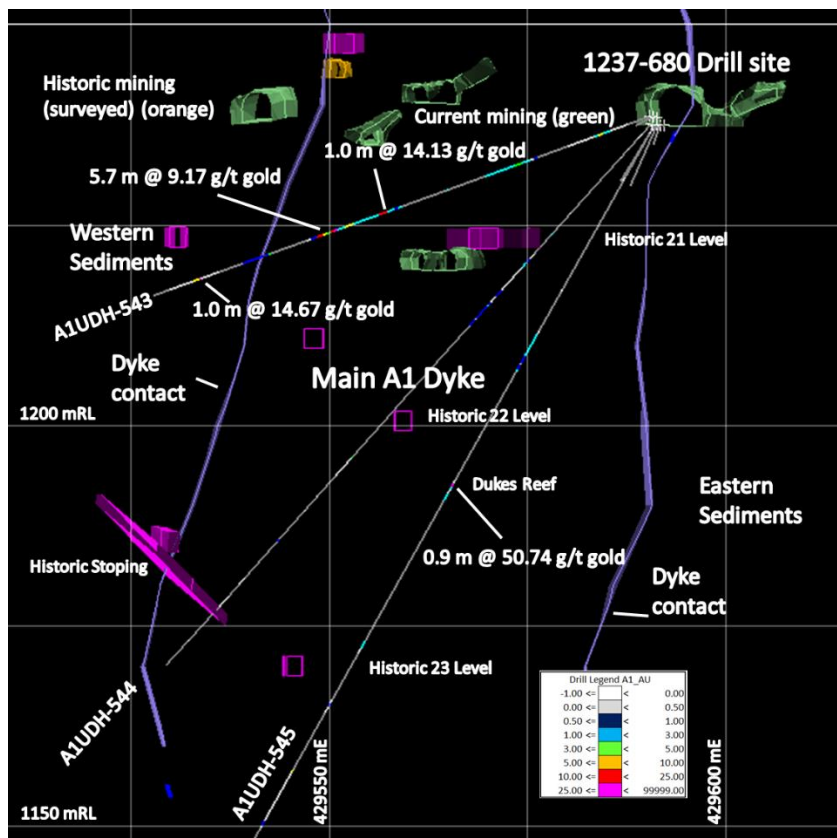 1237-680 Drill site
Historic mining
(surveyed) (orange)
Current mining (green)
1.0 m @ 14.13 g/t gold
5.7 m @ 9.17 g/t gold
Western
Sediments
Historic 21 Level
A1UDH-543
1.0 m @ 14.67 g/t gold
Dyke
contact
Main A1 Dyke
1200 mRL
Historic 22 Level
Dukes Reef
Eastern
Sediments
0.9 m @ 50.74 g/t gold
Historic Stoping
Dyke
contact
Historic 23 Level
A1UDH-544
A1UDH-545
429550 mE
429600 mE
1150 mRL
Drill Legend A1_AU
-1.00 <= < 0.00
0.00 <= < 0.50
0.50 <= < 1.00
1.00 <= < 3.00
3.00 <= < 5.00
5.00 <= < 10.00
10.00 <= < 25.00
25.00 <= < 99999.00